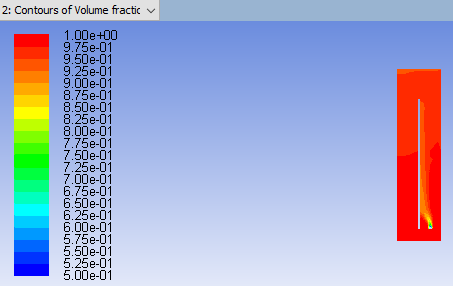 2: Contours of Volume fractic
1.00e+00
9.75e-01
9.50e-01
9.25e-01
9.00e-01
8.75e-01
8.50e-01
8.25e-01
8.00e-01
7.75e-01
7.50e-01
7.25e-01
7.00e-01
6.75e-01
6.50e-01
6.25e-01
6.00e-01
5.75e-01
5.50e-01
5.25e-01
5.00e-01